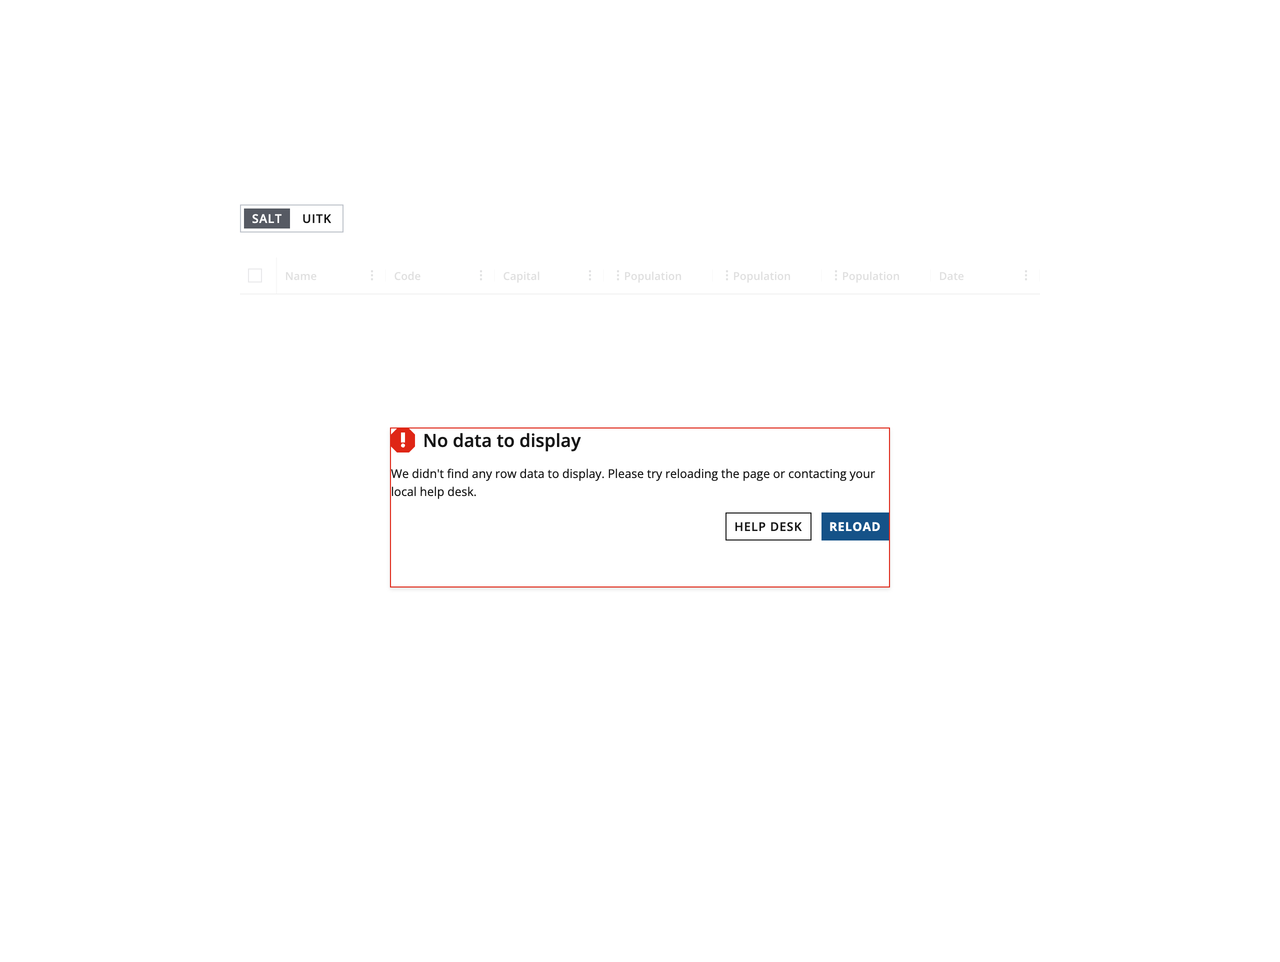 SALT UITK
Name Code Capital Population Population Population Date
No data to display
We didn't find any row data to display. Please try reloading the page or contacting your
local help desk.
HELP DESK RELOAD